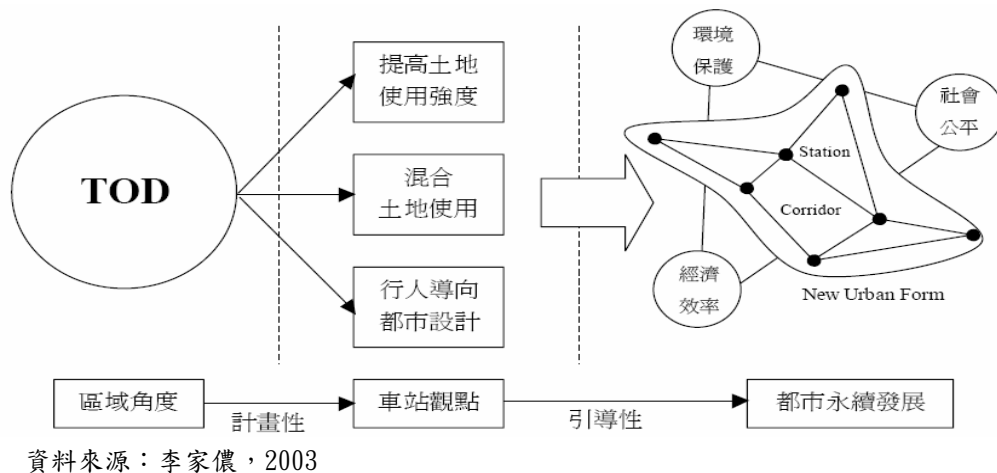 TOD
提高土地
使用強度
混合
土地使用
行人導向
都市設計
環境
保護
社會
公平
Station
Corridor
經濟
效率
New Urban Form
區域角度
計畫性
車站觀點
引導性
都市永續發展
資料來源：李家儂，2003